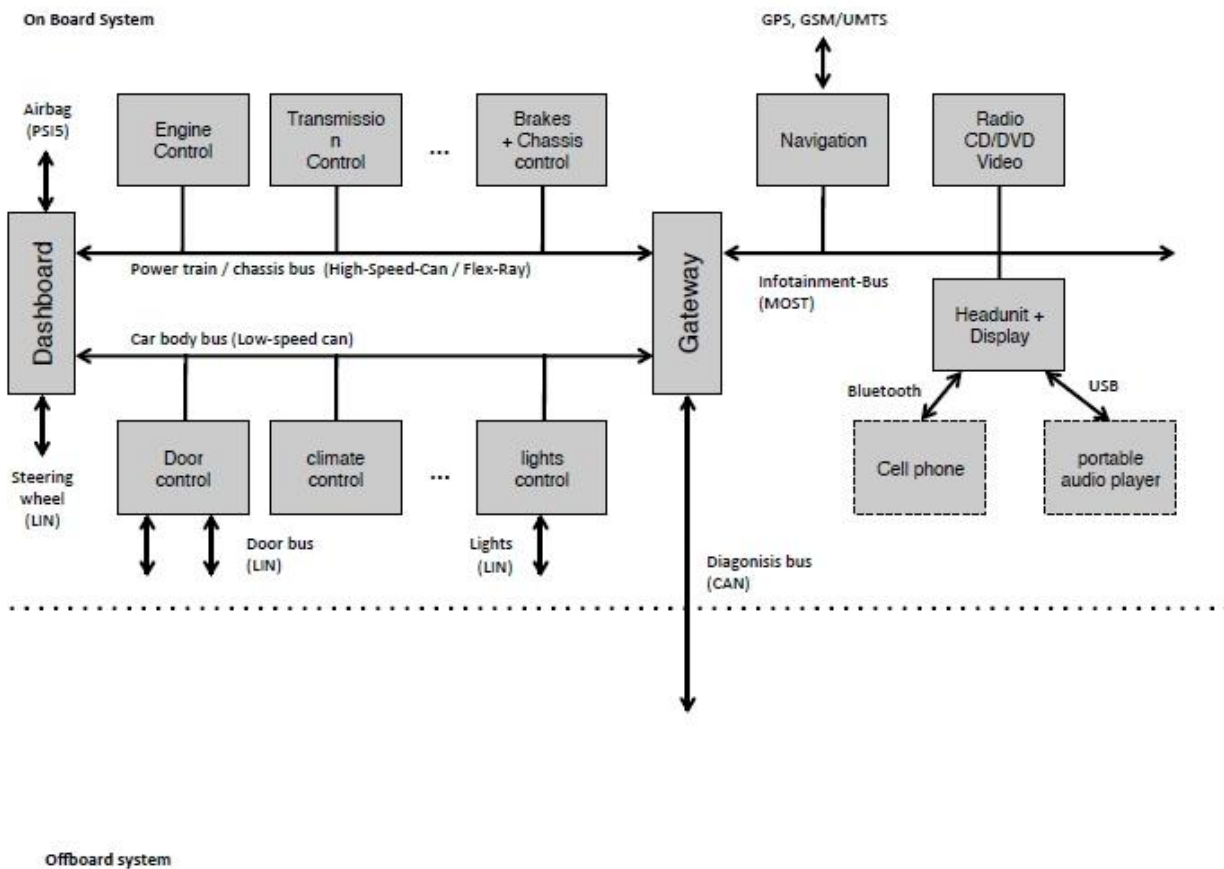 On Board System
GPS, GSM/UMTS
Airbag
(PSI5)
Engine
Control
Transmissio
n
Control
...
Brakes
+ Chassis
control
Navigation
Radio
CD/DVD
Video
Dashboard
Power train / chassis bus (High-Speed-Can / Flex-Ray)
Gateway
Infotainment-Bus
(MOST)
Headunit +
Display
Car body bus (Low-speed can)
Bluetooth
USB
Steering
wheel
(LIN)
Door
control
climate
control
...
lights
control
Cell phone
portable
audio player
Door bus
(LIN)
Lights
(LIN)
Diagonisis bus
(CAN)
Offboard system